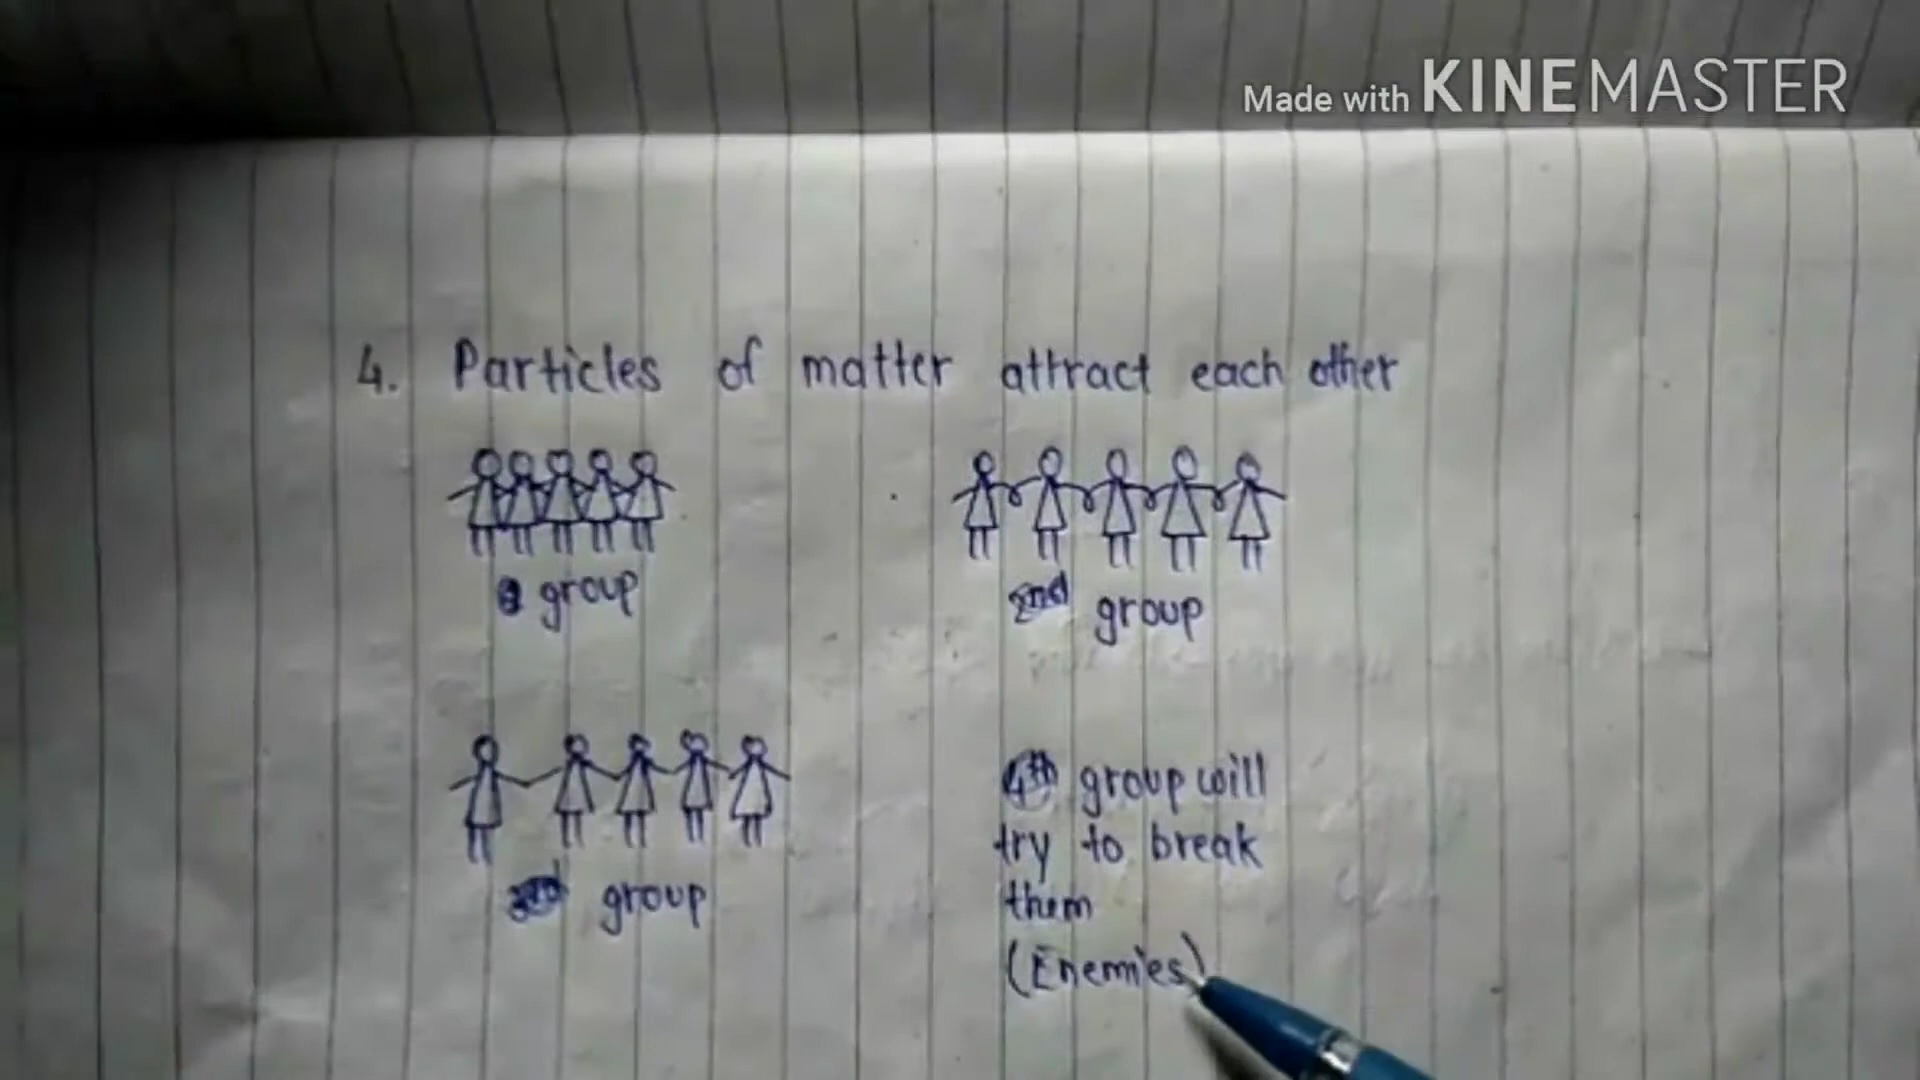 Made with KINEMASTER
4. Particles of matter attract each other
group
2nd group
3rd group
4th group will
try to break
them
(Enemies)